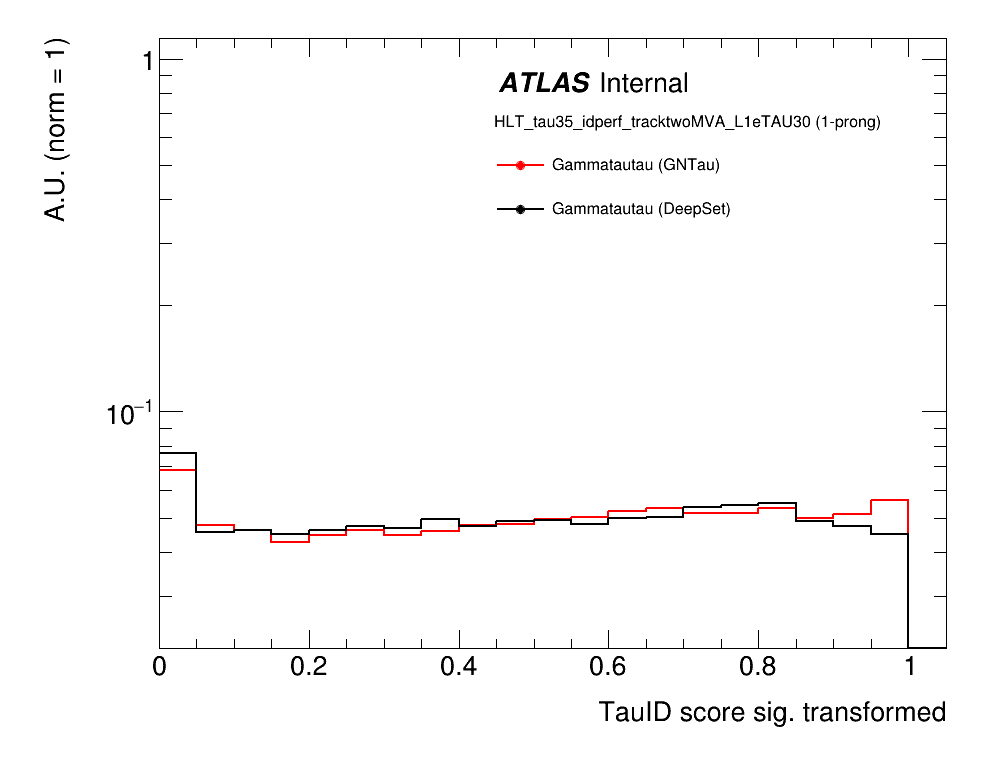 A.U. (norm = 1)
1
10⁻¹
ATLAS Internal
HLT_tau35_idperf_tracktwoMVA_L1eTAU30 (1-prong)
Gammatautau (GNTau)
Gammatautau (DeepSet)
0 0.2 0.4 0.6 0.8 1
TauID score sig. transformed